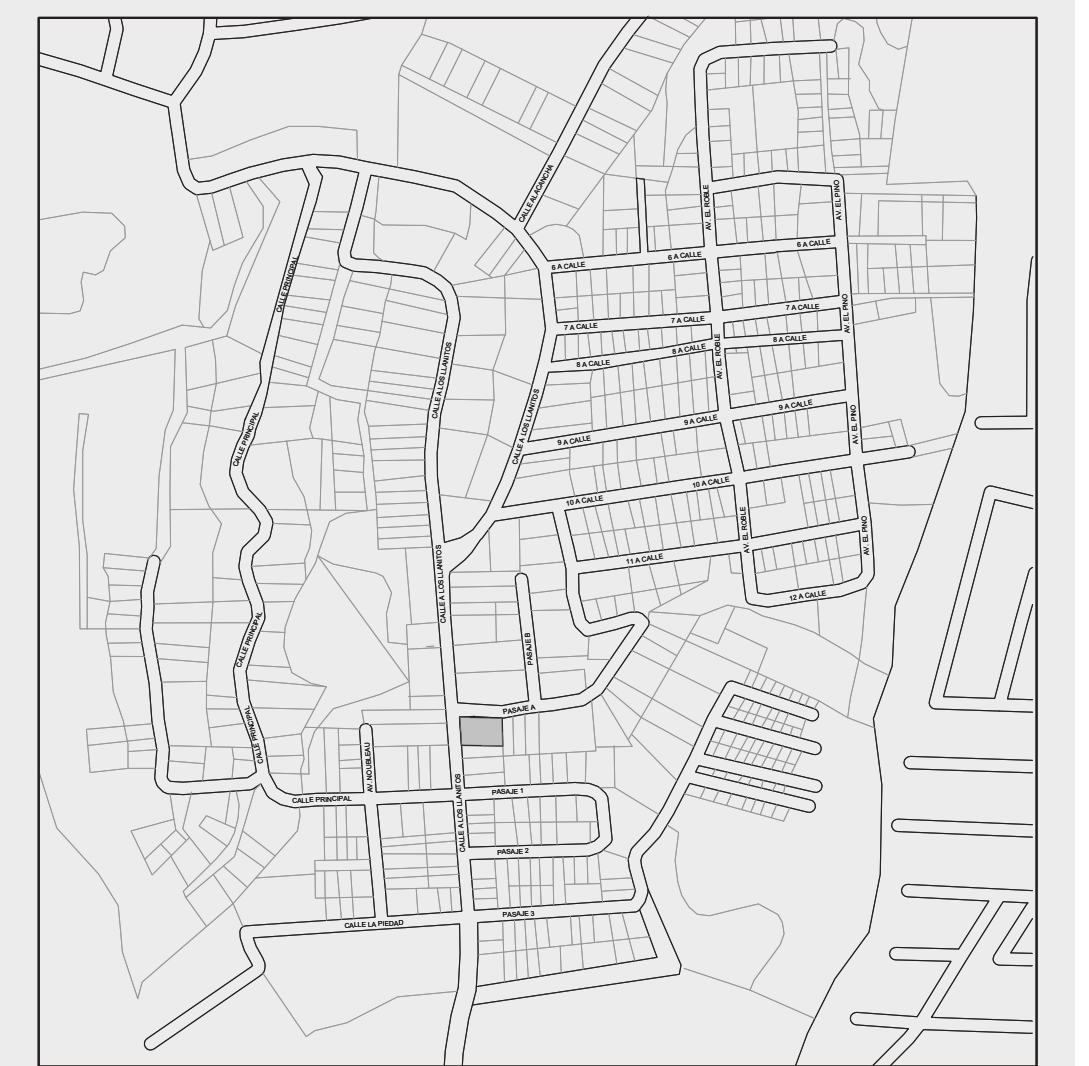 CALLE ALACANCHA
AV. EL ROBLE
AV. EL PINO
6 A CALLE
6 A CALLE
6 A CALLE
CALLE PRINCIPAL
7 A CALLE
7 A CALLE
7 A CALLE
AV. EL PINO
8 A CALLE
8 A CALLE
8 A CALLE
AV. EL ROBLE
CALLE A LOS LLANITOS
CALLE A LOS LLANITOS
9 A CALLE
9 A CALLE
9 A CALLE
AV. EL PINO
CALLE PRINCIPAL
10 A CALLE
10 A CALLE
AV. EL ROBLE
AV. EL PINO
11 A CALLE
CALLE A LOS LLANITOS
12 A CALLE
CALLE PRINCIPAL
PASAJE B
PASAJE A
CALLE PRINCIPAL
AV. NOUBLEAU
CALLE PRINCIPAL
CALLE A LOS LLANITOS
PASAJE 1
PASAJE 2
PASAJE 3
CALLE LA PIEDAD